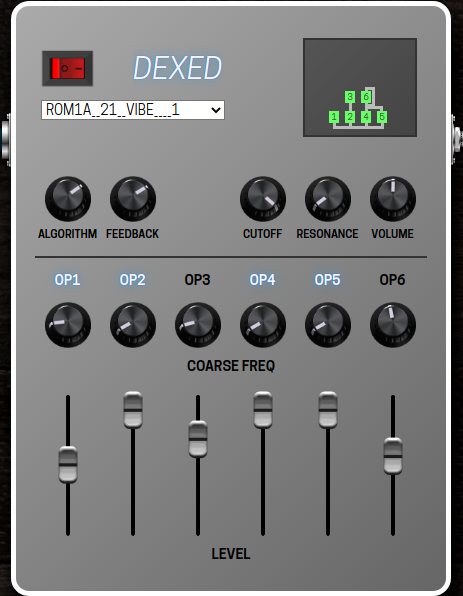 DEXED
ROM1A_21_VIBE____1
3 6
1 2 4 5
ALGORITHM FEEDBACK CUTOFF RESONANCE VOLUME
OP1 OP2 OP3 OP4 OP5 OP6
COARSE FREQ
LEVEL